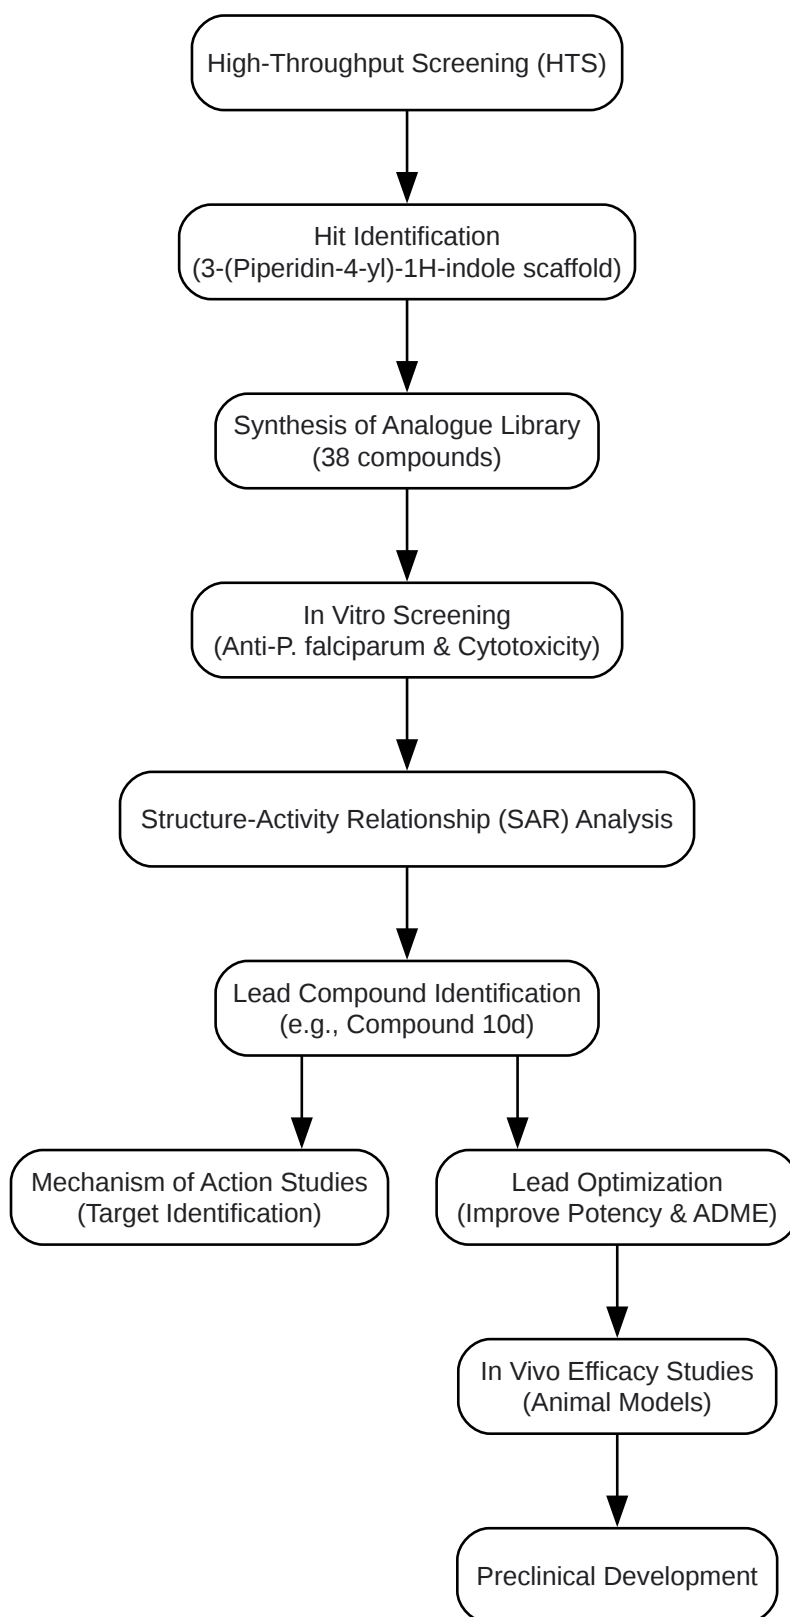 High-Throughput Screening (HTS)
Hit Identification
(3-(Piperidin-4-yl)-1H-indole scaffold)
Synthesis of Analogue Library
(38 compounds)
In Vitro Screening
(Anti-P. falciparum & Cytotoxicity)
Structure-Activity Relationship (SAR) Analysis
Lead Compound Identification
(e.g., Compound 10d)
Mechanism of Action Studies
(Target Identification)
Lead Optimization
(Improve Potency & ADME)
In Vivo Efficacy Studies
(Animal Models)
Preclinical Development